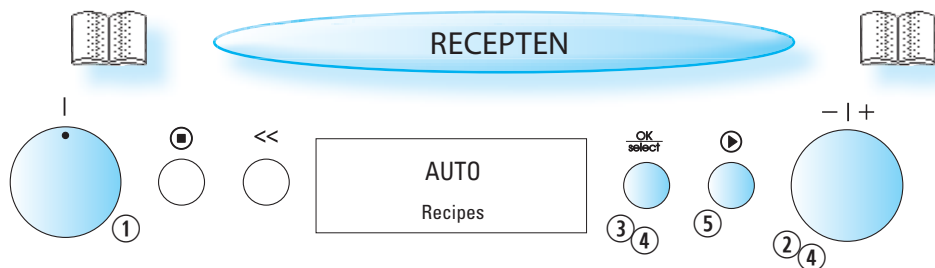 RECEPTEN
<<
OK
select
− | +
AUTO
Recipes
① ③ ④ ⑤ ② ④